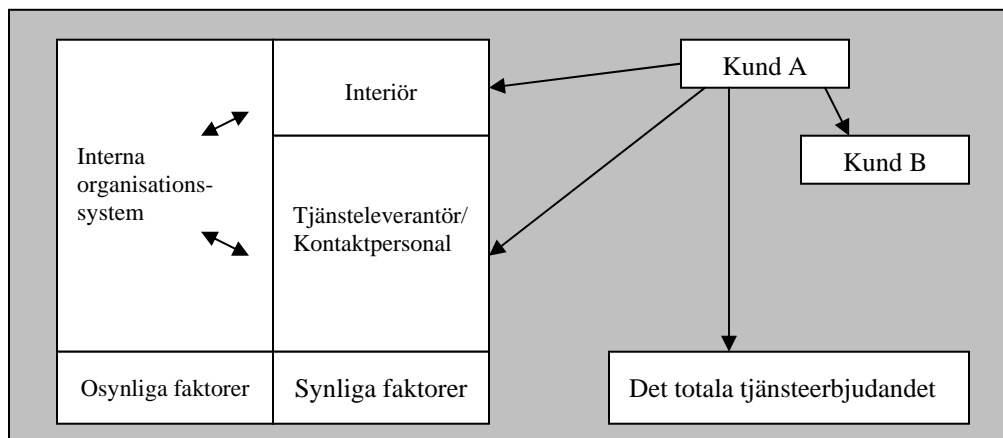 Interna
organisations-
system
Interiör
Tjänsteleverantör/
Kontaktpersonal
Osynliga faktorer
Synliga faktorer
Kund A
Kund B
Det totala tjänsteerbjudandet